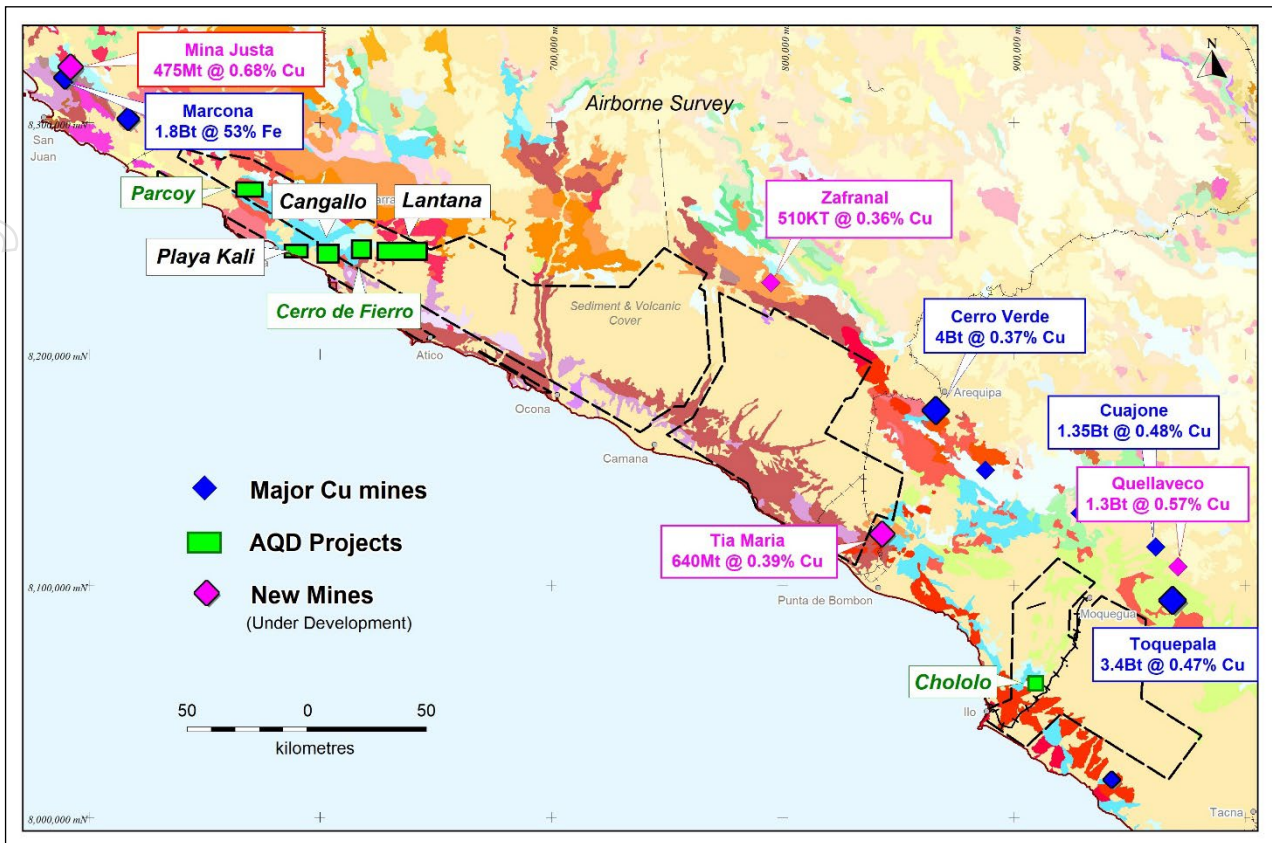 700,000 m
800,000 m
900,000 m
N
Mina Justa
475Mt @ 0.68% Cu
Marcona
1.8Bt @ 53% Fe
8,300,000 mN
San
Juan
Airborne Survey
Parcoy
Cangallo
Lantana
Playa Kali
Cerro de Fierro
Zafranal
510KT @ 0.36% Cu
Sediment & Volcanic
Cover
Cerro Verde
4Bt @ 0.37% Cu
8,200,000 mN
Atico
Ocona
Arequipa
Camana
Cuajone
1.35Bt @ 0.48% Cu
Quellaveco
1.3Bt @ 0.57% Cu
Major Cu mines
AQD Projects
New Mines
(Under Development)
Tia Maria
640Mt @ 0.39% Cu
8,100,000 mN
Punta de Bombon
Moquegua
Toquepala
3.4Bt @ 0.47% Cu
Chololo
Ilo
50 0 50
kilometres
8,000,000 mN
Tacna